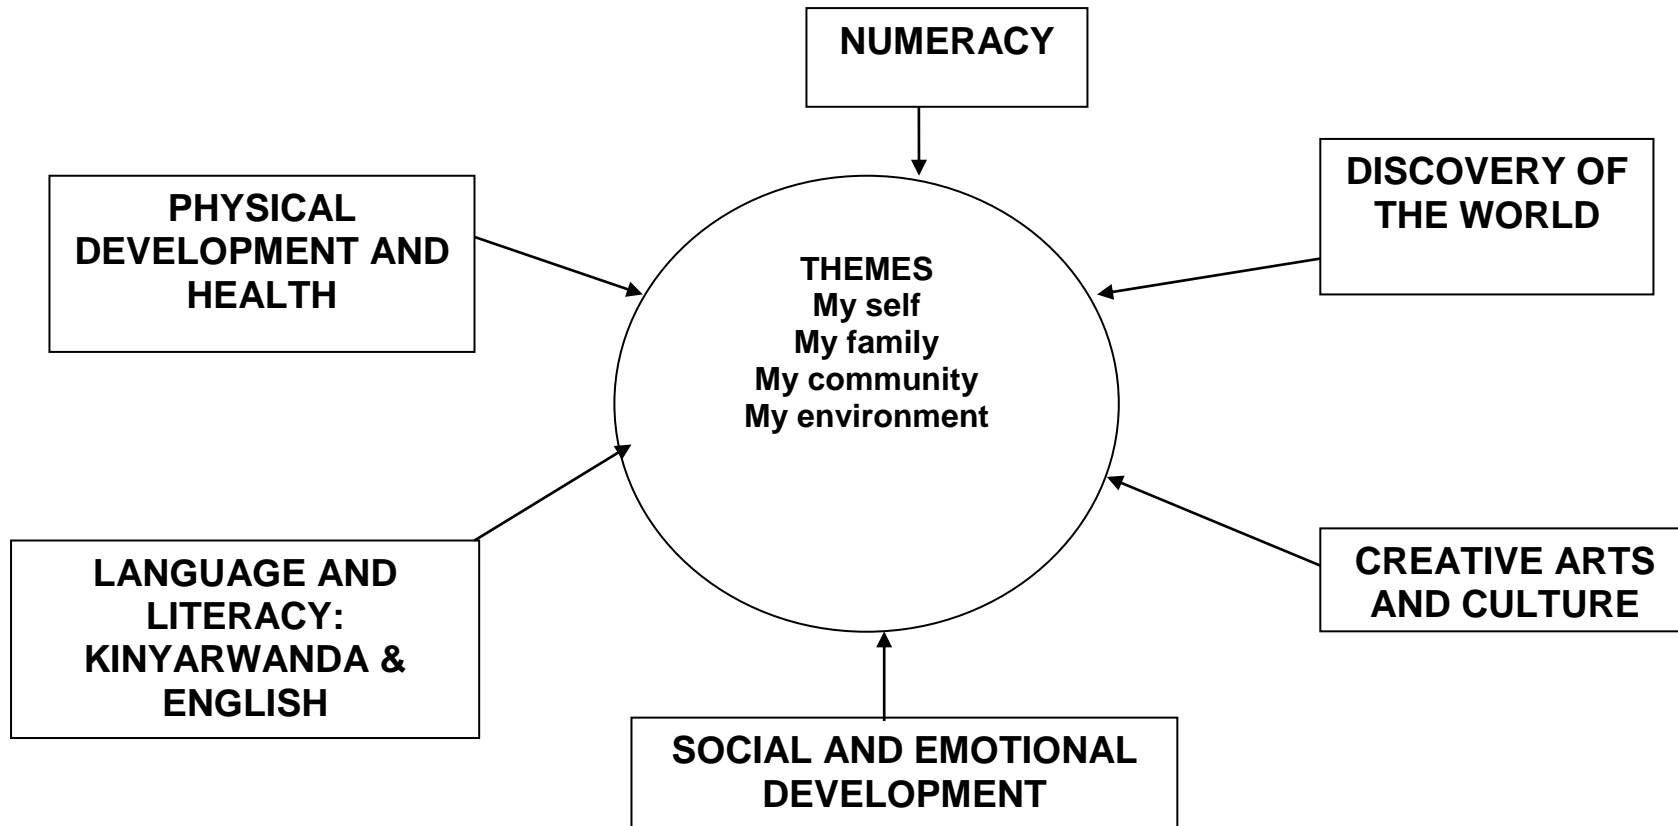 NUMERACY
DISCOVERY OF
THE WORLD
PHYSICAL
DEVELOPMENT AND
HEALTH
THEMES
My self
My family
My community
My environment
LANGUAGE AND
LITERACY:
KINYARWANDA &
ENGLISH
CREATIVE ARTS
AND CULTURE
SOCIAL AND EMOTIONAL
DEVELOPMENT